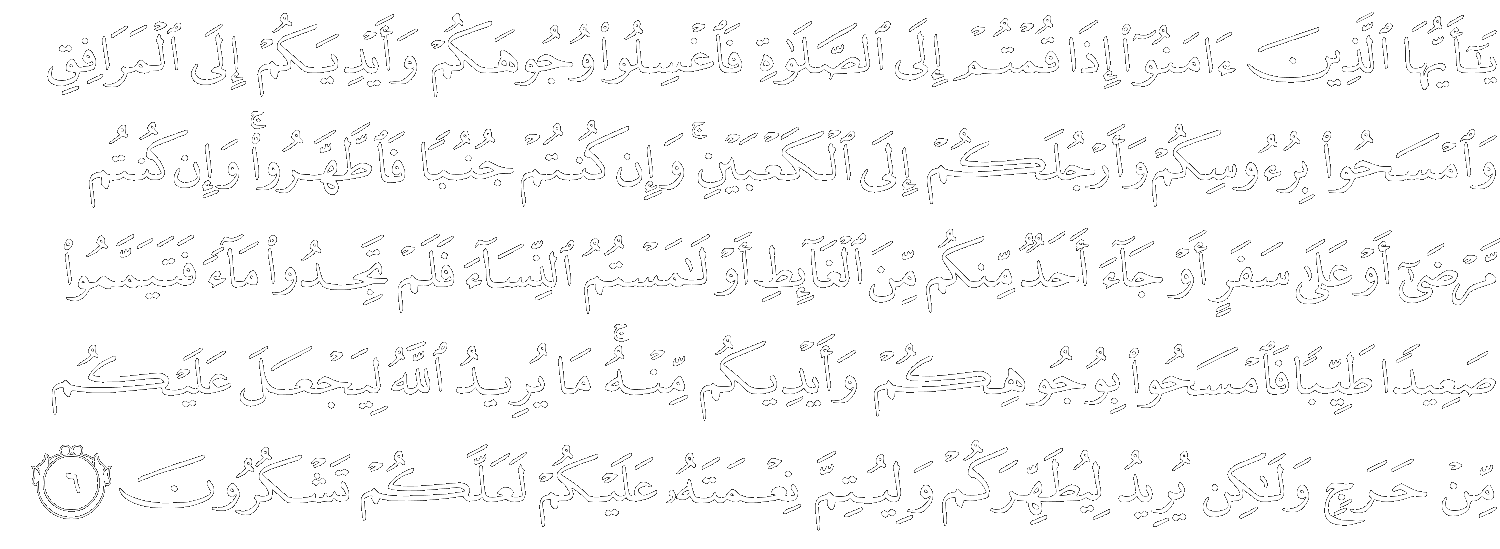 يَـٰٓأَيُّهَا ٱلَّذِينَ ءَامَنُوٓا۟ إِذَا قُمْتُمْ إِلَى ٱلصَّلَوٰةِ فَٱغْسِلُوا۟ وُجُوهَكُمْ وَأَيْدِيَكُمْ إِلَى ٱلْمَرَافِقِ
وَٱمْسَحُوا۟ بِرُءُوسِكُمْ وَأَرْجُلَكُمْ إِلَى ٱلْكَعْبَيْنِ ۚ وَإِن كُنتُمْ جُنُبًا فَٱطَّهَّرُوا۟ ۚ وَإِن كُنتُم
مَّرْضَىٰٓ أَوْ عَلَىٰ سَفَرٍ أَوْ جَآءَ أَحَدٌ مِّنكُم مِّنَ ٱلْغَآئِطِ أَوْ لَـٰمَسْتُمُ ٱلنِّسَآءَ فَلَمْ تَجِدُوا۟ مَآءً فَتَيَمَّمُوا۟
صَعِيدًا طَيِّبًا فَٱمْسَحُوا۟ بِوُجُوهِكُمْ وَأَيْدِيكُم مِّنْهُ ۚ مَا يُرِيدُ ٱللَّهُ لِيَجْعَلَ عَلَيْكُم
مِّنْ حَرَجٍ وَلَـٰكِن يُرِيدُ لِيُطَهِّرَكُمْ وَلِيُتِمَّ نِعْمَتَهُۥ عَلَيْكُمْ لَعَلَّكُمْ تَشْكُرُونَ ٦